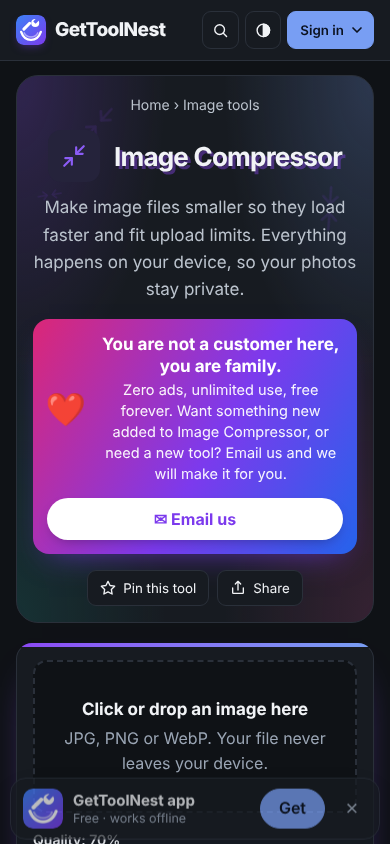 GetToolNest
Sign in
Home › Image tools
Image Compressor
Make image files smaller so they load
faster and fit upload limits. Everything
happens on your device, so your photos
stay private.
You are not a customer here,
you are family.
Zero ads, unlimited use, free
forever. Want something new
added to Image Compressor, or
need a new tool? Email us and we
will make it for you.
✉ Email us
Pin this tool
Share
Click or drop an image here
JPG, PNG or WebP. Your file never
leaves your device.
GetToolNest app
Free · works offline
Get
✕
Quality: 70%